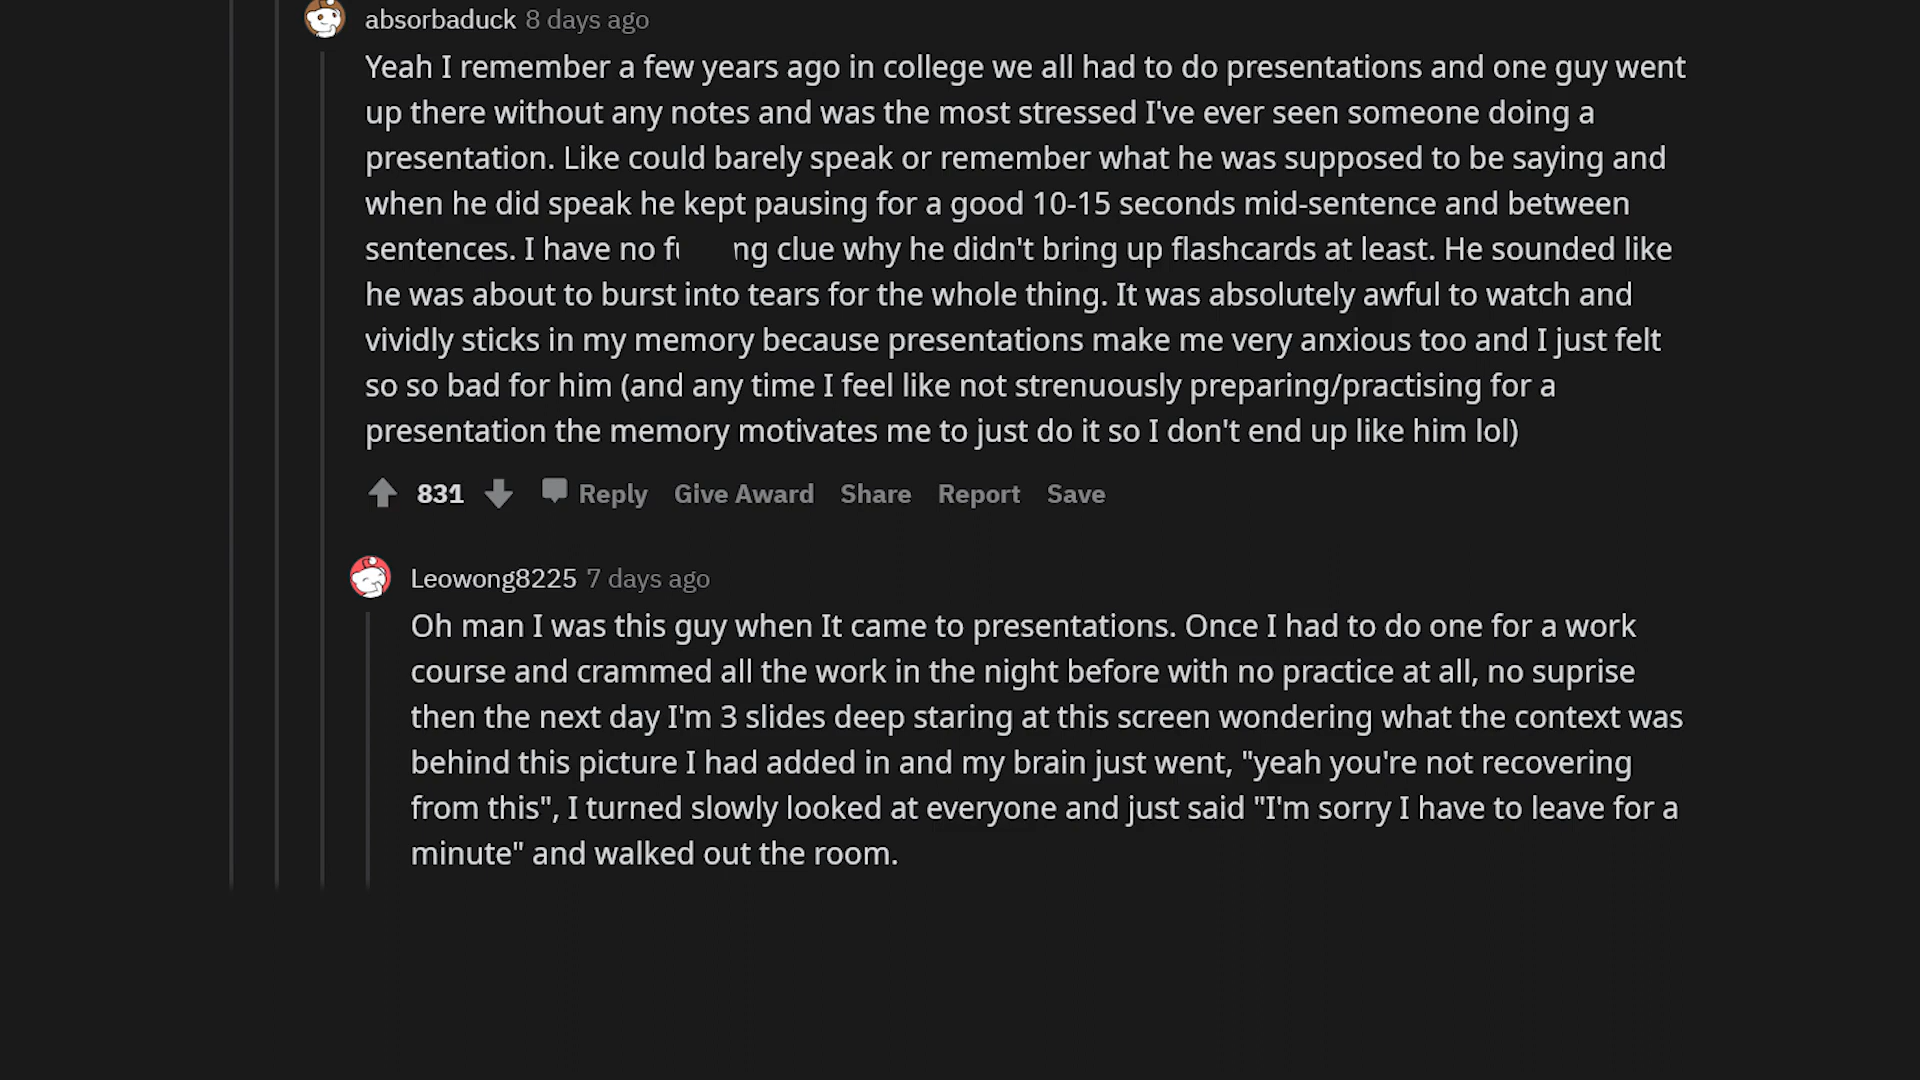 absorbaduck 8 days ago
Yeah I remember a few years ago in college we all had to do presentations and one guy went
up there without any notes and was the most stressed I've ever seen someone doing a
presentation. Like could barely speak or remember what he was supposed to be saying and
when he did speak he kept pausing for a good 10-15 seconds mid-sentence and between
sentences. I have no fu ng clue why he didn't bring up flashcards at least. He sounded like
he was about to burst into tears for the whole thing. It was absolutely awful to watch and
vividly sticks in my memory because presentations make me very anxious too and I just felt
so so bad for him (and any time I feel like not strenuously preparing/practising for a
presentation the memory motivates me to just do it so I don't end up like him lol)
831 Reply Give Award Share Report Save
Leowong8225 7 days ago
Oh man I was this guy when It came to presentations. Once I had to do one for a work
course and crammed all the work in the night before with no practice at all, no suprise
then the next day I'm 3 slides deep staring at this screen wondering what the context was
behind this picture I had added in and my brain just went, "yeah you're not recovering
from this", I turned slowly looked at everyone and just said "I'm sorry I have to leave for a
minute" and walked out the room.